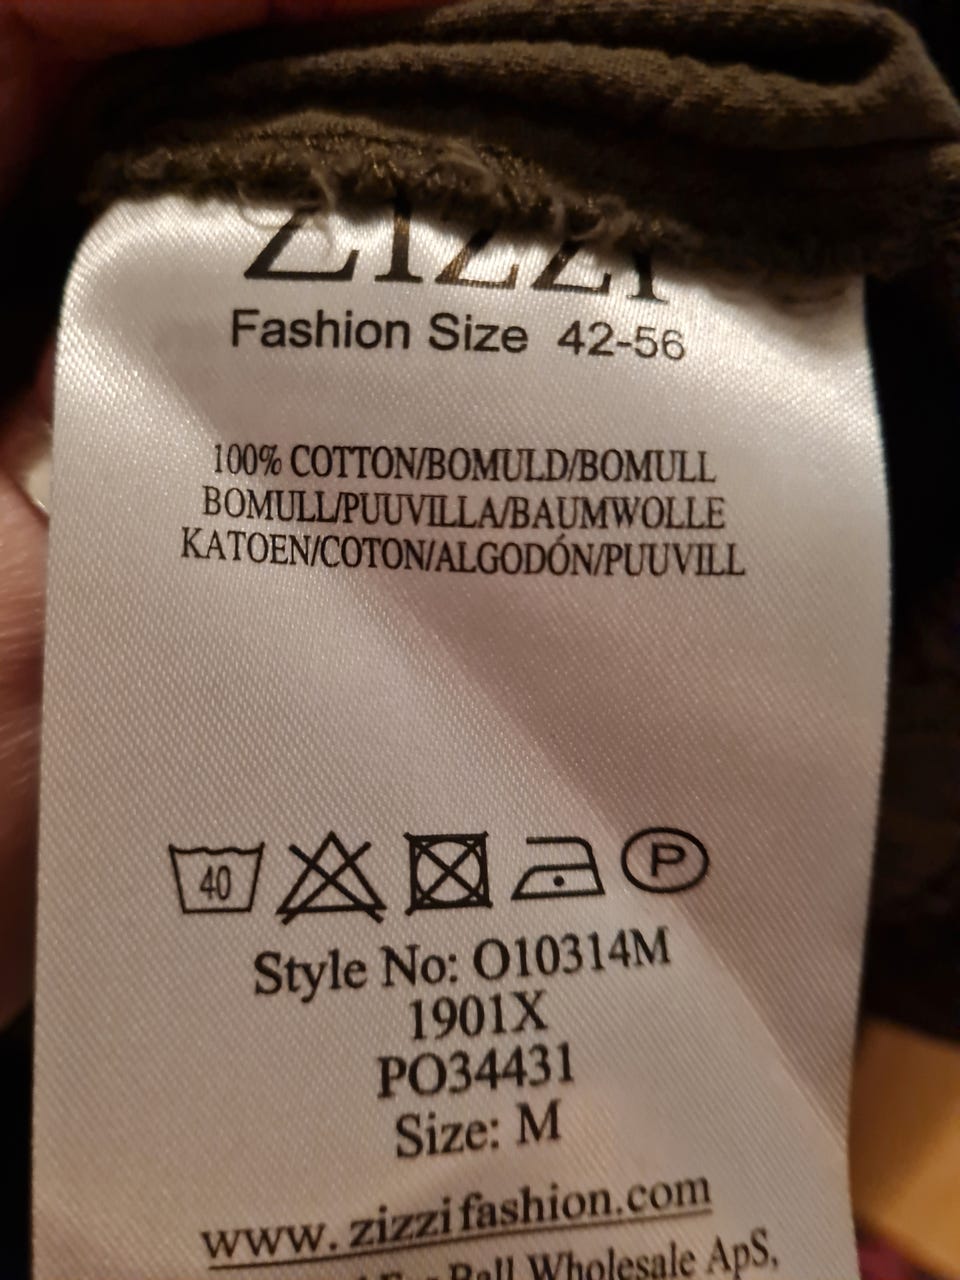 ZIZZI
Fashion Size 42-56
100% COTTON/BOMULD/BOMULL
BOMULL/PUUVILLA/BAUMWOLLE
KATOEN/COTON/ALGODÓN/PUUVILL
40 P
Style No: O10314M
1901X
PO34431
Size: M
www.zizzifashion.com
Ball Wholesale ApS,